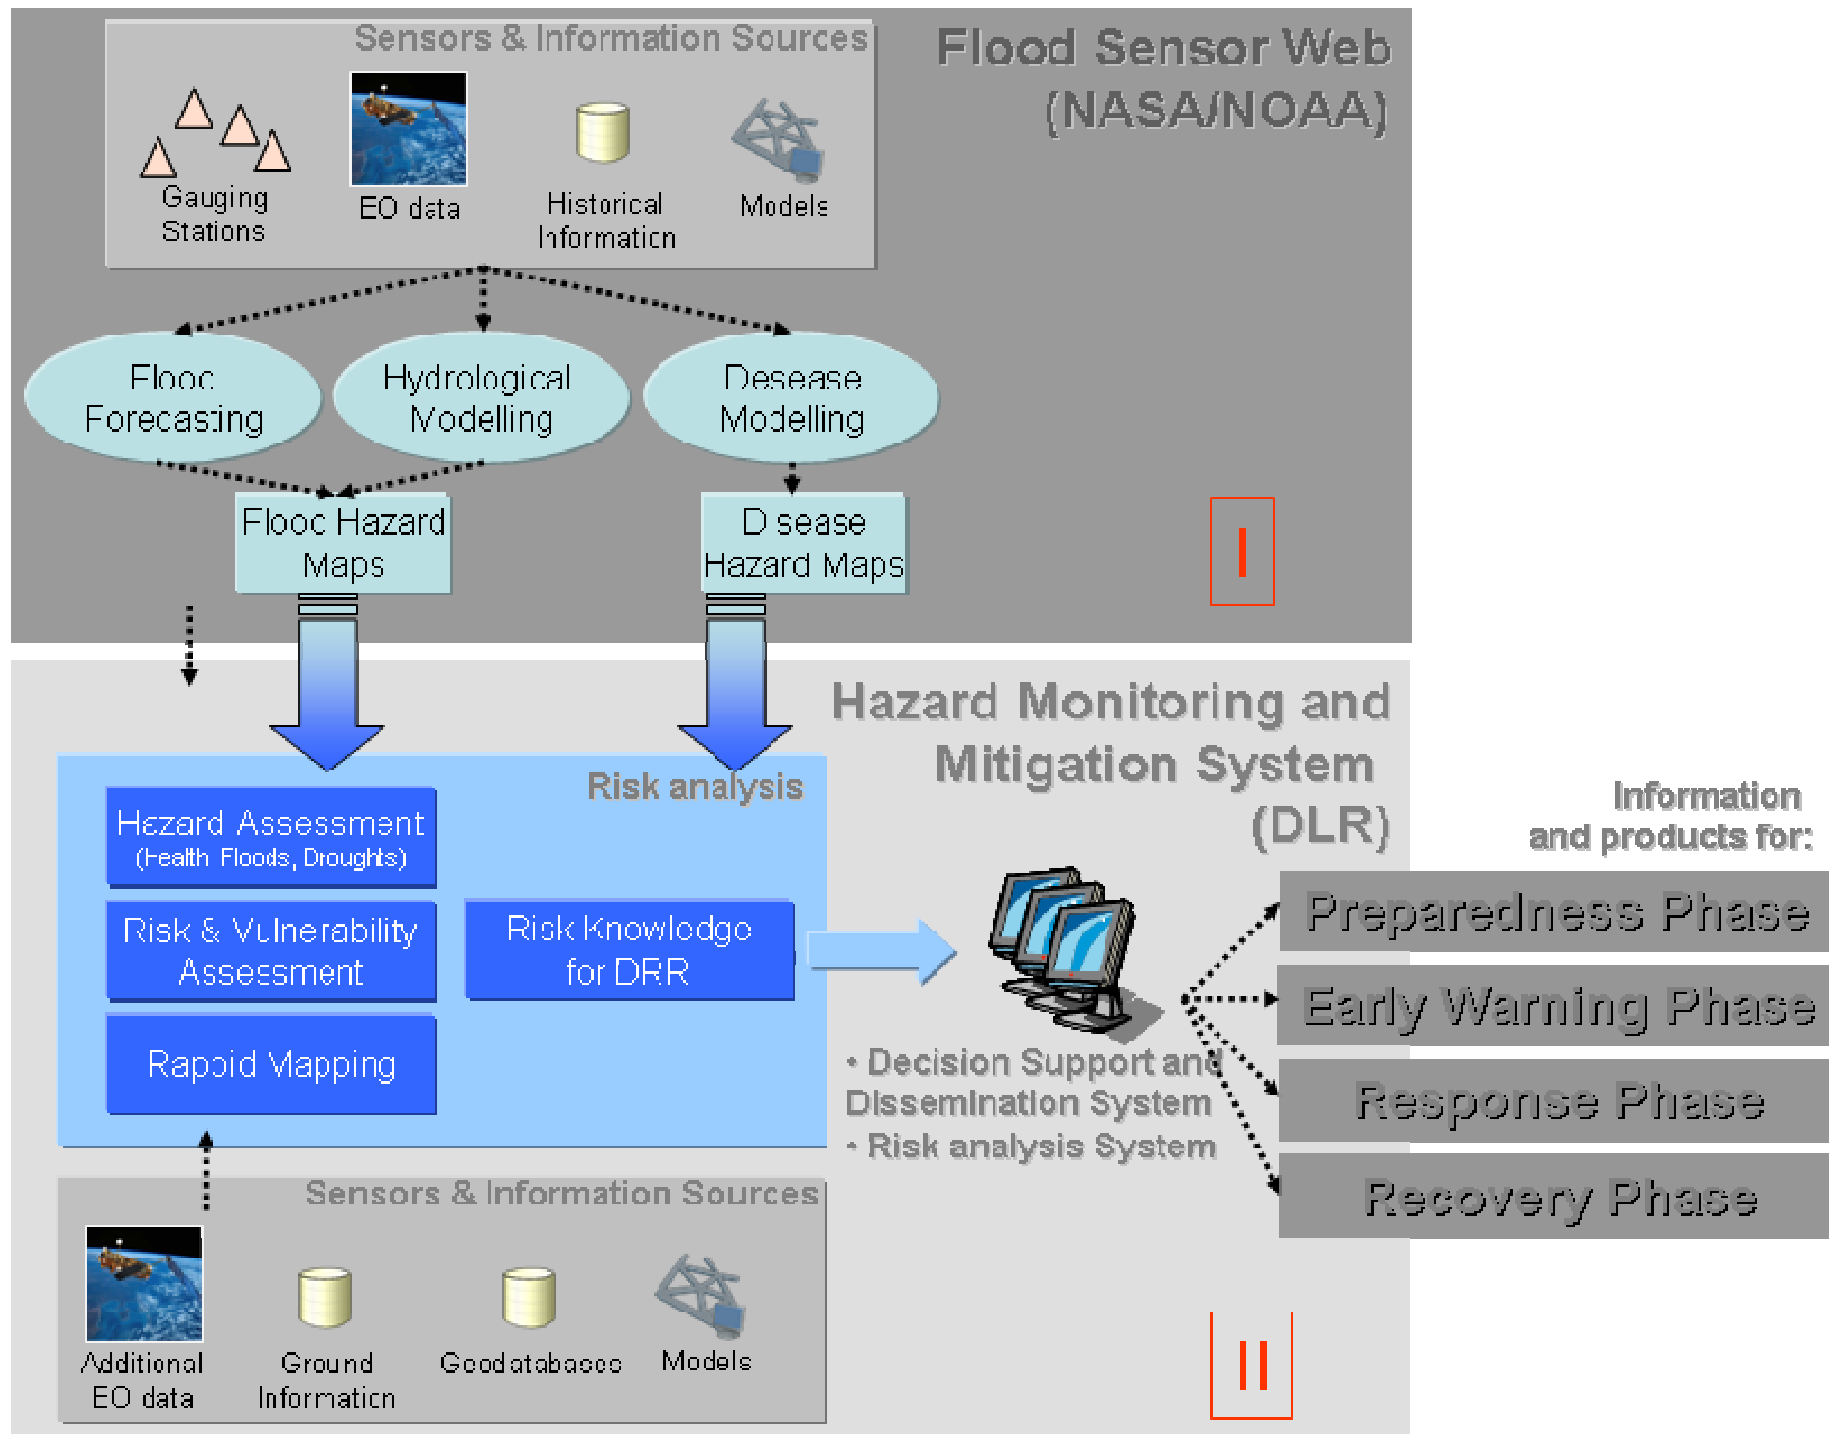 Sensors & Information Sources
Flood Sensor Web
(NASA/NOAA)
Gauging
Stations
EO data
Historical
Information
Models
Flooc
Forecasting
Hydrological
Modelling
Desease
Modelling
Flooc Hazard
Maps
D sease
Hazard Maps
I
Hazard Monitoring and
Mitigation System
(DLR)
Risk analysis
Hazard Assessment
(Health Floods, Droughts)
Risk & Vulnerability
Assessment
Rappid Mapping
Risk Knowledge
for DRR
• Decision Support and
Dissemination System
• Risk analysis System
Information
and products for:
Preparedness Phase
Early Warning Phase
Response Phase
Recovery Phase
Sensors & Information Sources
Additional
EO data
Ground
Information
Geodatabases
Models
II